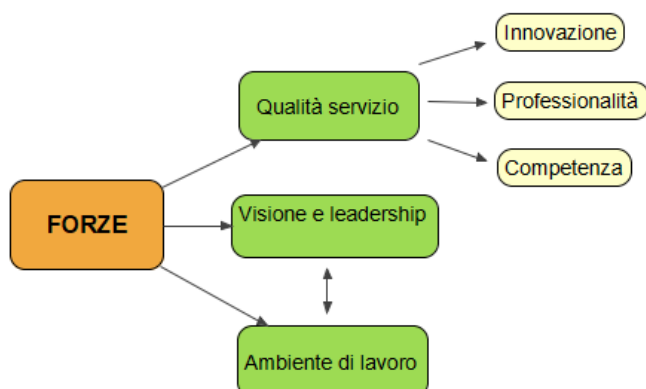 Innovazione
Qualità servizio
Professionalità
Competenza
FORZE
Visione e leadership
Ambiente di lavoro